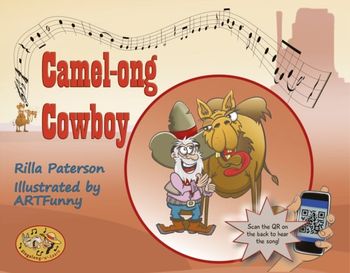 Camel-ong
Cowboy
Rilla Paterson
Illustrated by
ARTFunny
Scan the QR on
the back to hear
the song!